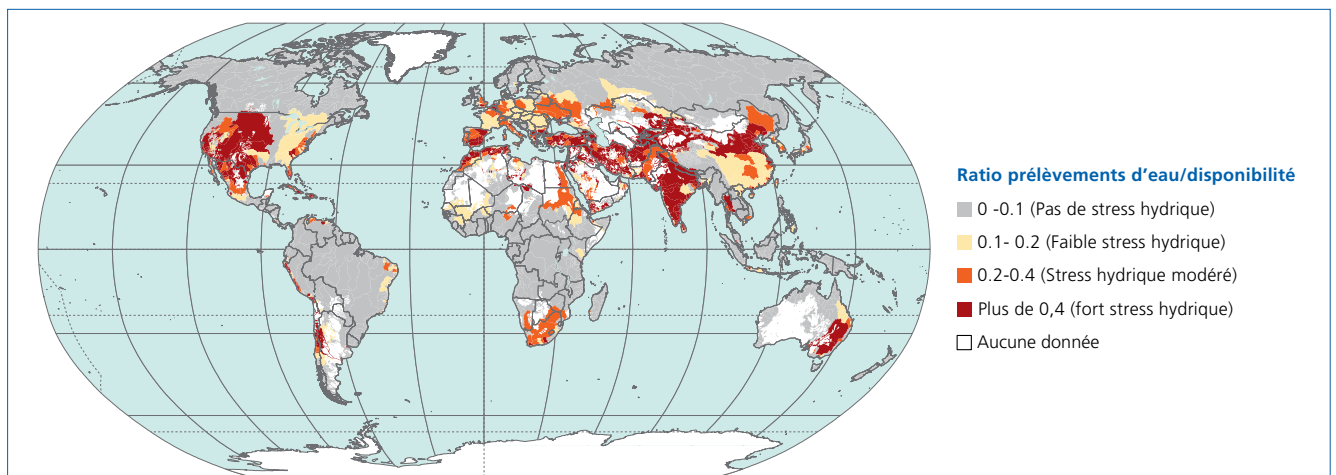 Ratio prélèvements d'eau/disponibilité
0 -0.1 (Pas de stress hydrique)
0.1- 0.2 (Faible stress hydrique)
0.2-0.4 (Stress hydrique modéré)
Plus de 0,4 (fort stress hydrique)
Aucune donnée